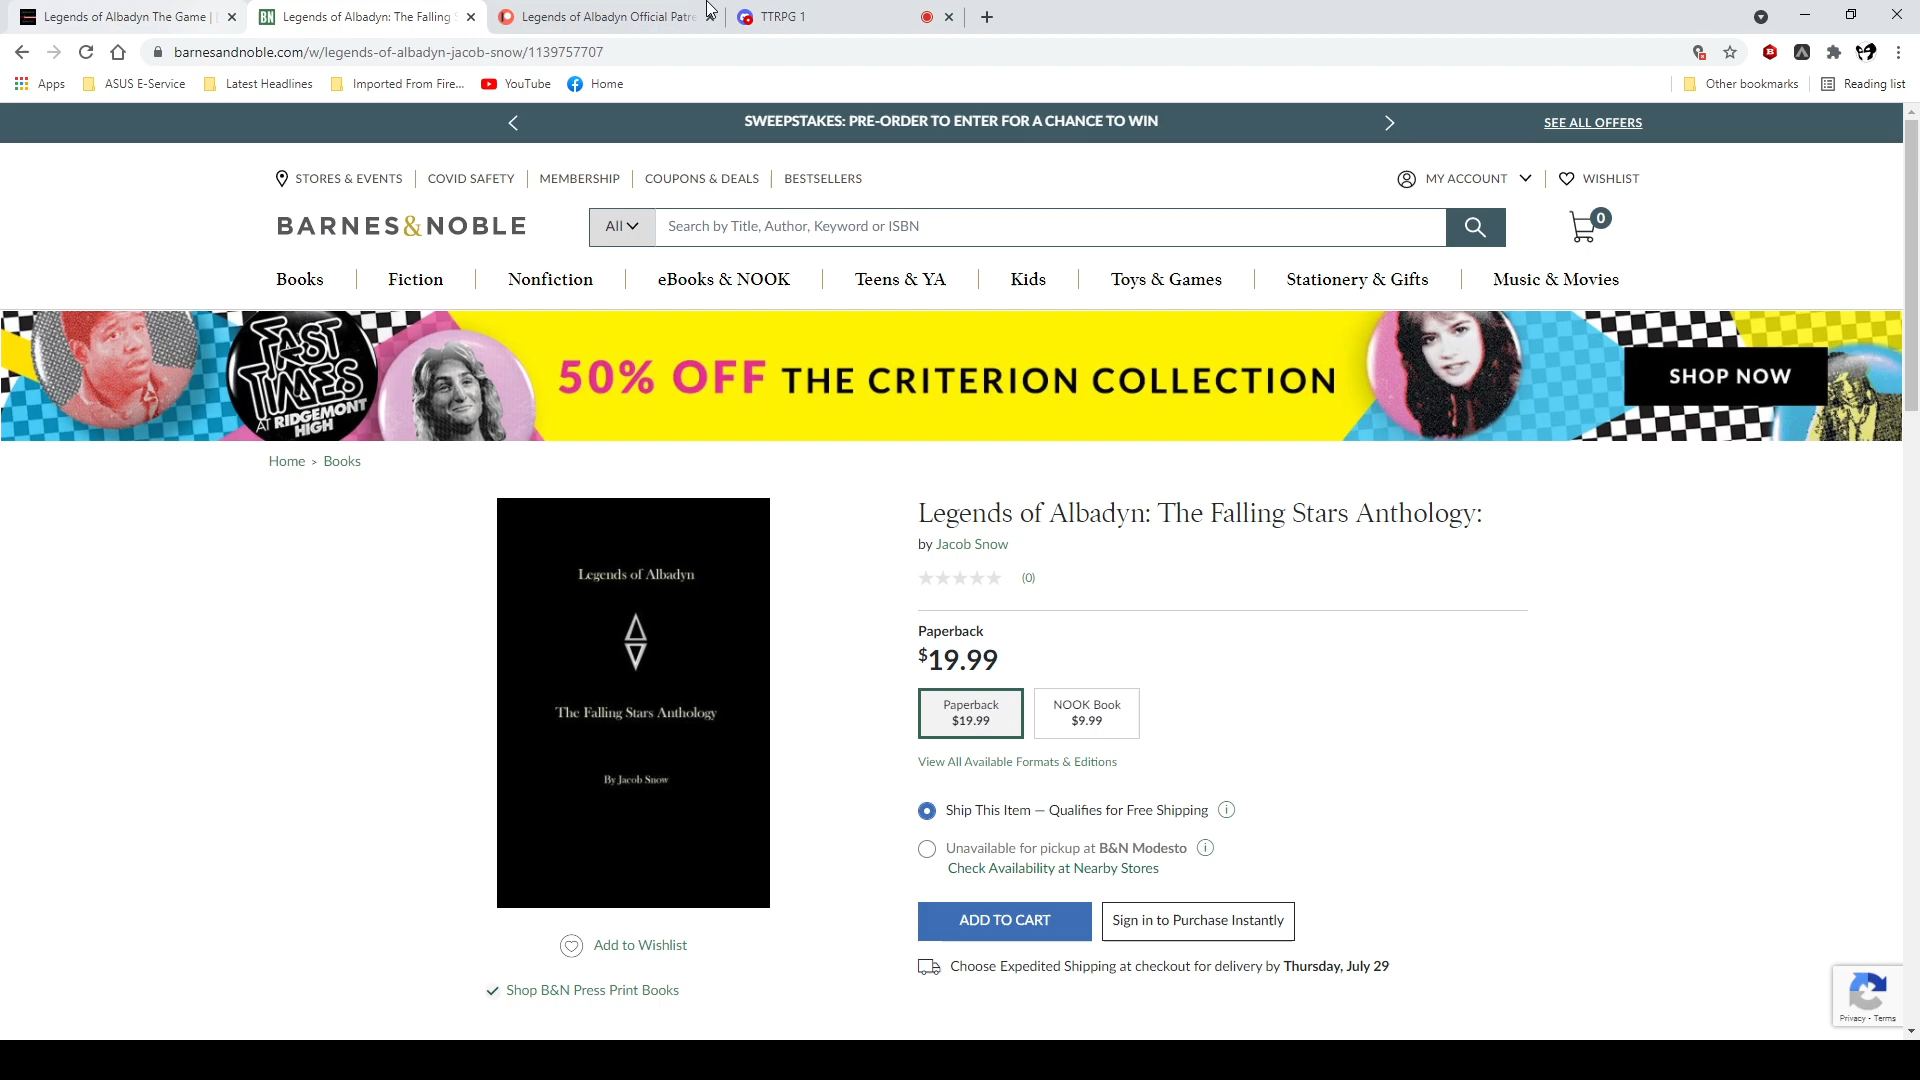 Legends of Albadyn The Game |
Legends of Albadyn: The Falling S
Legends of Albadyn Official Patre
TTRPG 1
barnesandnoble.com/w/legends-of-albadyn-jacob-snow/1139757707
Apps
ASUS E-Service
Latest Headlines
Imported From Fire...
YouTube
Home
Other bookmarks
Reading list
SWEEPSTAKES: PRE-ORDER TO ENTER FOR A CHANCE TO WIN
SEE ALL OFFERS
STORES & EVENTS
COVID SAFETY
MEMBERSHIP
COUPONS & DEALS
BESTSELLERS
MY ACCOUNT
WISHLIST
BARNES&NOBLE
All
Search by Title, Author, Keyword or ISBN
0
Books
Fiction
Nonfiction
eBooks & NOOK
Teens & YA
Kids
Toys & Games
Stationery & Gifts
Music & Movies
FAST
TIMES
AT RIDGEMONT
HIGH
50% OFF THE CRITERION COLLECTION
SHOP NOW
Home > Books
Legends of Albadyn
The Falling Stars Anthology
By Jacob Snow
Add to Wishlist
Shop B&N Press Print Books
Legends of Albadyn: The Falling Stars Anthology:
by Jacob Snow
(0)
Paperback
$19.99
Paperback
$19.99
NOOK Book
$9.99
View All Available Formats & Editions
Ship This Item — Qualifies for Free Shipping
Unavailable for pickup at B&N Modesto
Check Availability at Nearby Stores
ADD TO CART
Sign in to Purchase Instantly
Choose Expedited Shipping at checkout for delivery by Thursday, July 29
Privacy - Terms